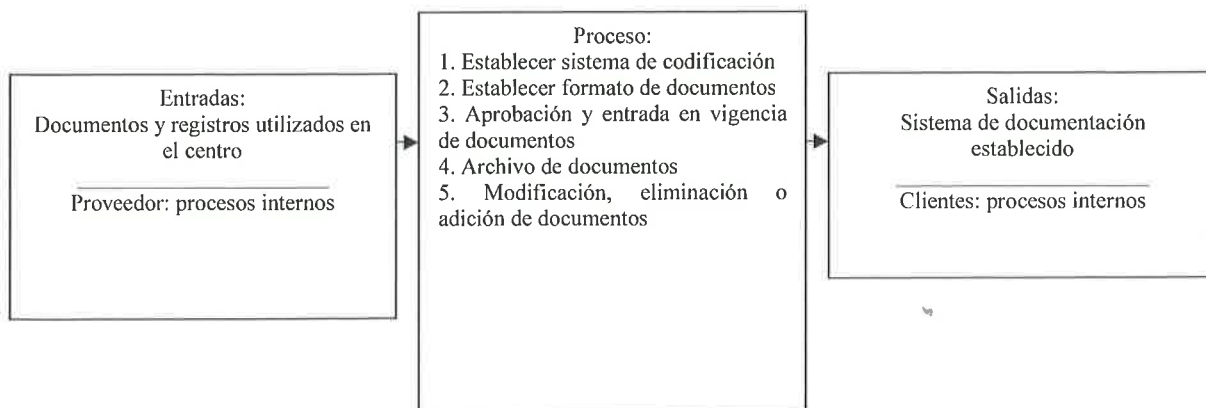 Entradas:
Documentos y registros utilizados en
el centro
Proveedor: procesos internos
Proceso:
1. Establecer sistema de codificación
2. Establecer formato de documentos
3. Aprobación y entrada en vigencia
de documentos
4. Archivo de documentos
5. Modificación, eliminación o
adición de documentos
Salidas:
Sistema de documentación
establecido
Clientes: procesos internos